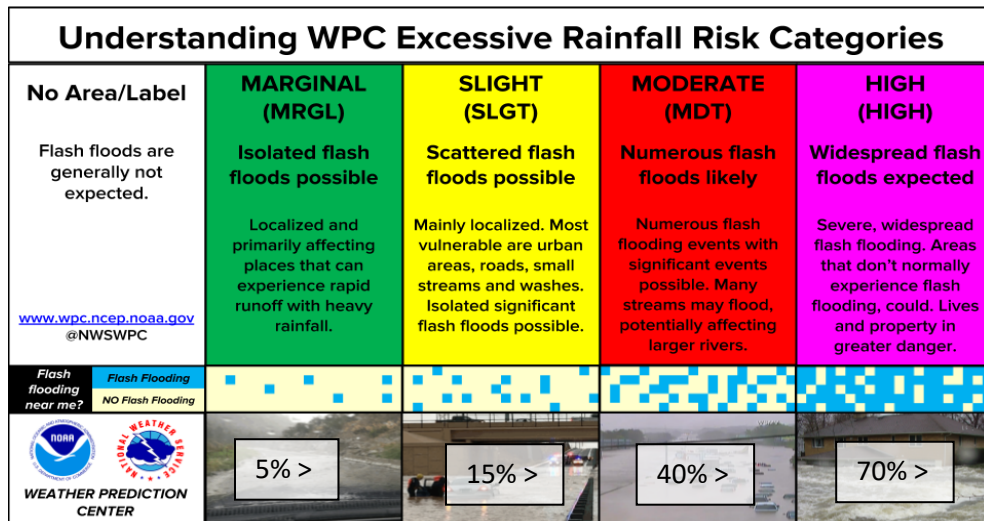 Understanding WPC Excessive Rainfall Risk Categories
No Area/Label
Flash floods are
generally not
expected.
www.wpc.ncep.noaa.gov
@NWSWPC
MARGINAL
(MRGL)
Isolated flash
floods possible
Localized and
primarily affecting
places that can
experience rapid
runoff with heavy
rainfall.
SLIGHT
(SLGT)
Scattered flash
floods possible
Mainly localized. Most
vulnerable are urban
areas, roads, small
streams and washes.
Isolated significant
flash floods possible.
MODERATE
(MDT)
Numerous flash
floods likely
Numerous flash
flooding events with
significant events
possible. Many
streams may flood,
potentially affecting
larger rivers.
HIGH
(HIGH)
Widespread flash
floods expected
Severe, widespread
flash flooding. Areas
that don't normally
experience flash
flooding, could. Lives
and property in
greater danger.
Flash
flooding
near me?
Flash Flooding
NO Flash Flooding
NOAA
NATIONAL WEATHER SERVICE
WEATHER PREDICTION
CENTER
5% >
15% >
40% >
70% >